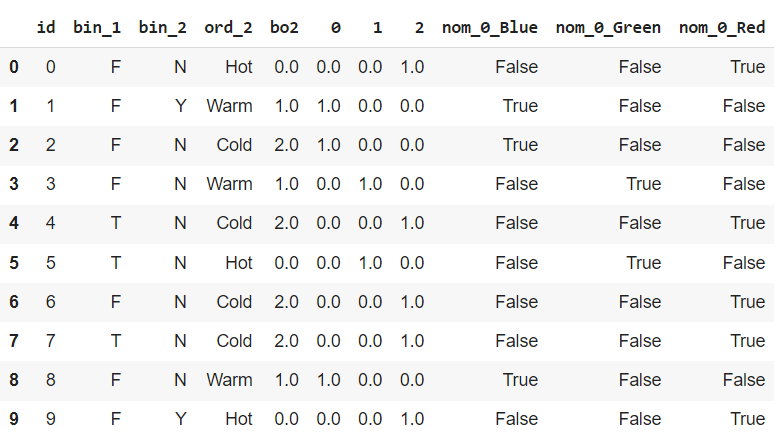 id bin_1 bin_2 ord_2 bo2 0 1 2 nom_0_Blue nom_0_Green nom_0_Red
0 0 F N Hot 0.0 0.0 0.0 1.0 False False True
1 1 F Y Warm 1.0 1.0 0.0 0.0 True False False
2 2 F N Cold 2.0 1.0 0.0 0.0 True False False
3 3 F N Warm 1.0 0.0 1.0 0.0 False True False
4 4 T N Cold 2.0 0.0 0.0 1.0 False False True
5 5 T N Hot 0.0 0.0 1.0 0.0 False True False
6 6 F N Cold 2.0 0.0 0.0 1.0 False False True
7 7 T N Cold 2.0 0.0 0.0 1.0 False False True
8 8 F N Warm 1.0 1.0 0.0 0.0 True False False
9 9 F Y Hot 0.0 0.0 0.0 1.0 False False True